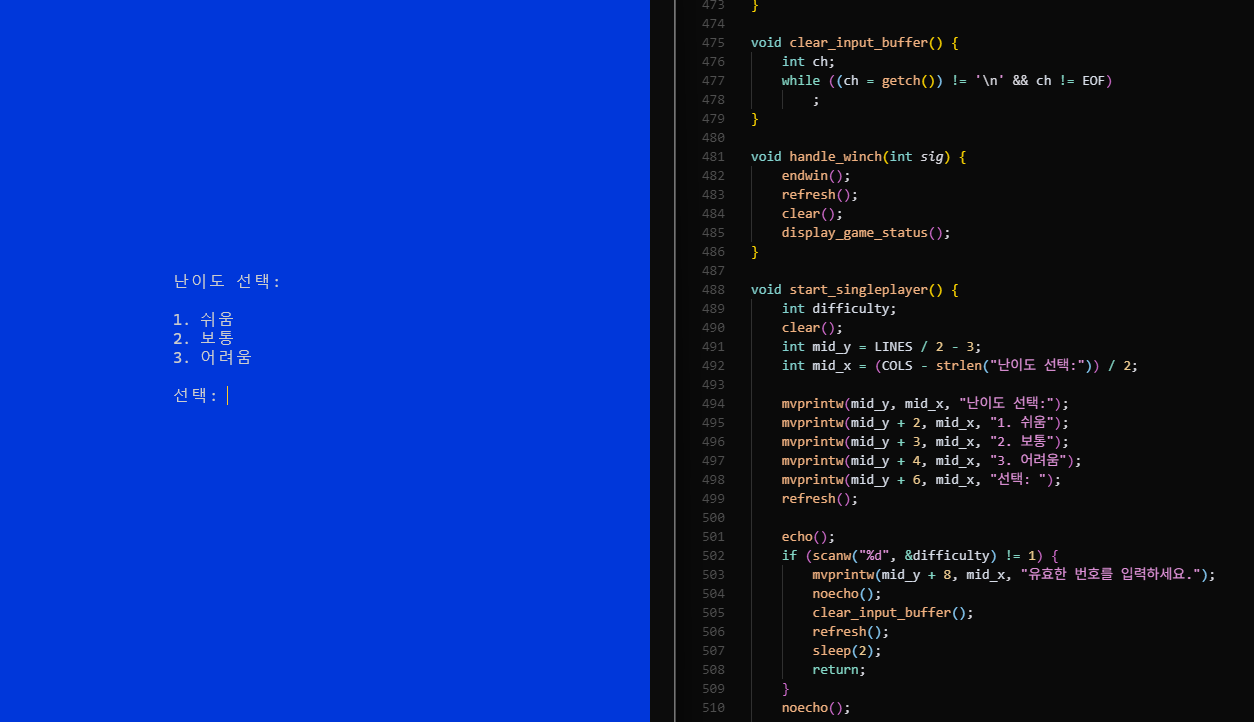 난이도 선택:
1. 쉬움
2. 보통
3. 어려움
선택:
473 }
474
475 void clear_input_buffer() {
476 int ch;
477 while ((ch = getch()) != '\n' && ch != EOF)
478 ;
479 }
480
481 void handle_winch(int sig) {
482 endwin();
483 refresh();
484 clear();
485 display_game_status();
486 }
487
488 void start_singleplayer() {
489 int difficulty;
490 clear();
491 int mid_y = LINES / 2 - 3;
492 int mid_x = (COLS - strlen("난이도 선택:")) / 2;
493
494 mvprintw(mid_y, mid_x, "난이도 선택:");
495 mvprintw(mid_y + 2, mid_x, "1. 쉬움");
496 mvprintw(mid_y + 3, mid_x, "2. 보통");
497 mvprintw(mid_y + 4, mid_x, "3. 어려움");
498 mvprintw(mid_y + 6, mid_x, "선택: ");
499 refresh();
500
501 echo();
502 if (scanw("%d", &difficulty) != 1) {
503 mvprintw(mid_y + 8, mid_x, "유효한 번호를 입력하세요.");
504 noecho();
505 clear_input_buffer();
506 refresh();
507 sleep(2);
508 return;
509 }
510 noecho();